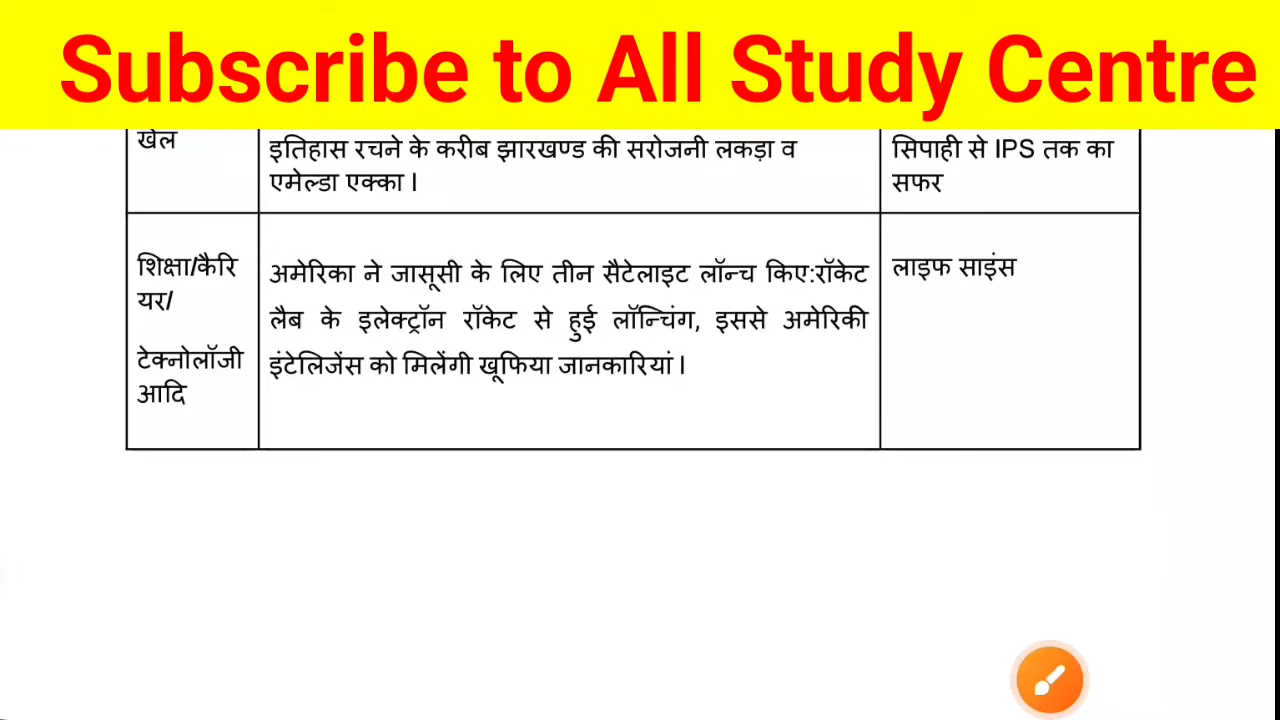 Subscribe to All Study Centre
खेल
इतिहास रचने के करीब झारखण्ड की सरोजनी लकड़ा व
एमेल्डा एक्का l
सिपाही से IPS तक का
सफर
शिक्षा/कैरि
यर/
टेक्नोलॉजी
आदि
अमेरिका ने जासूसी के लिए तीन सैटेलाइट लॉन्च किए:रॉकेट
लैब के इलेक्ट्रॉन रॉकेट से हुई लॉन्चिंग, इससे अमेरिकी
इंटेलिजेंस को मिलेंगी खूफिया जानकारियां l
लाइफ साइंस